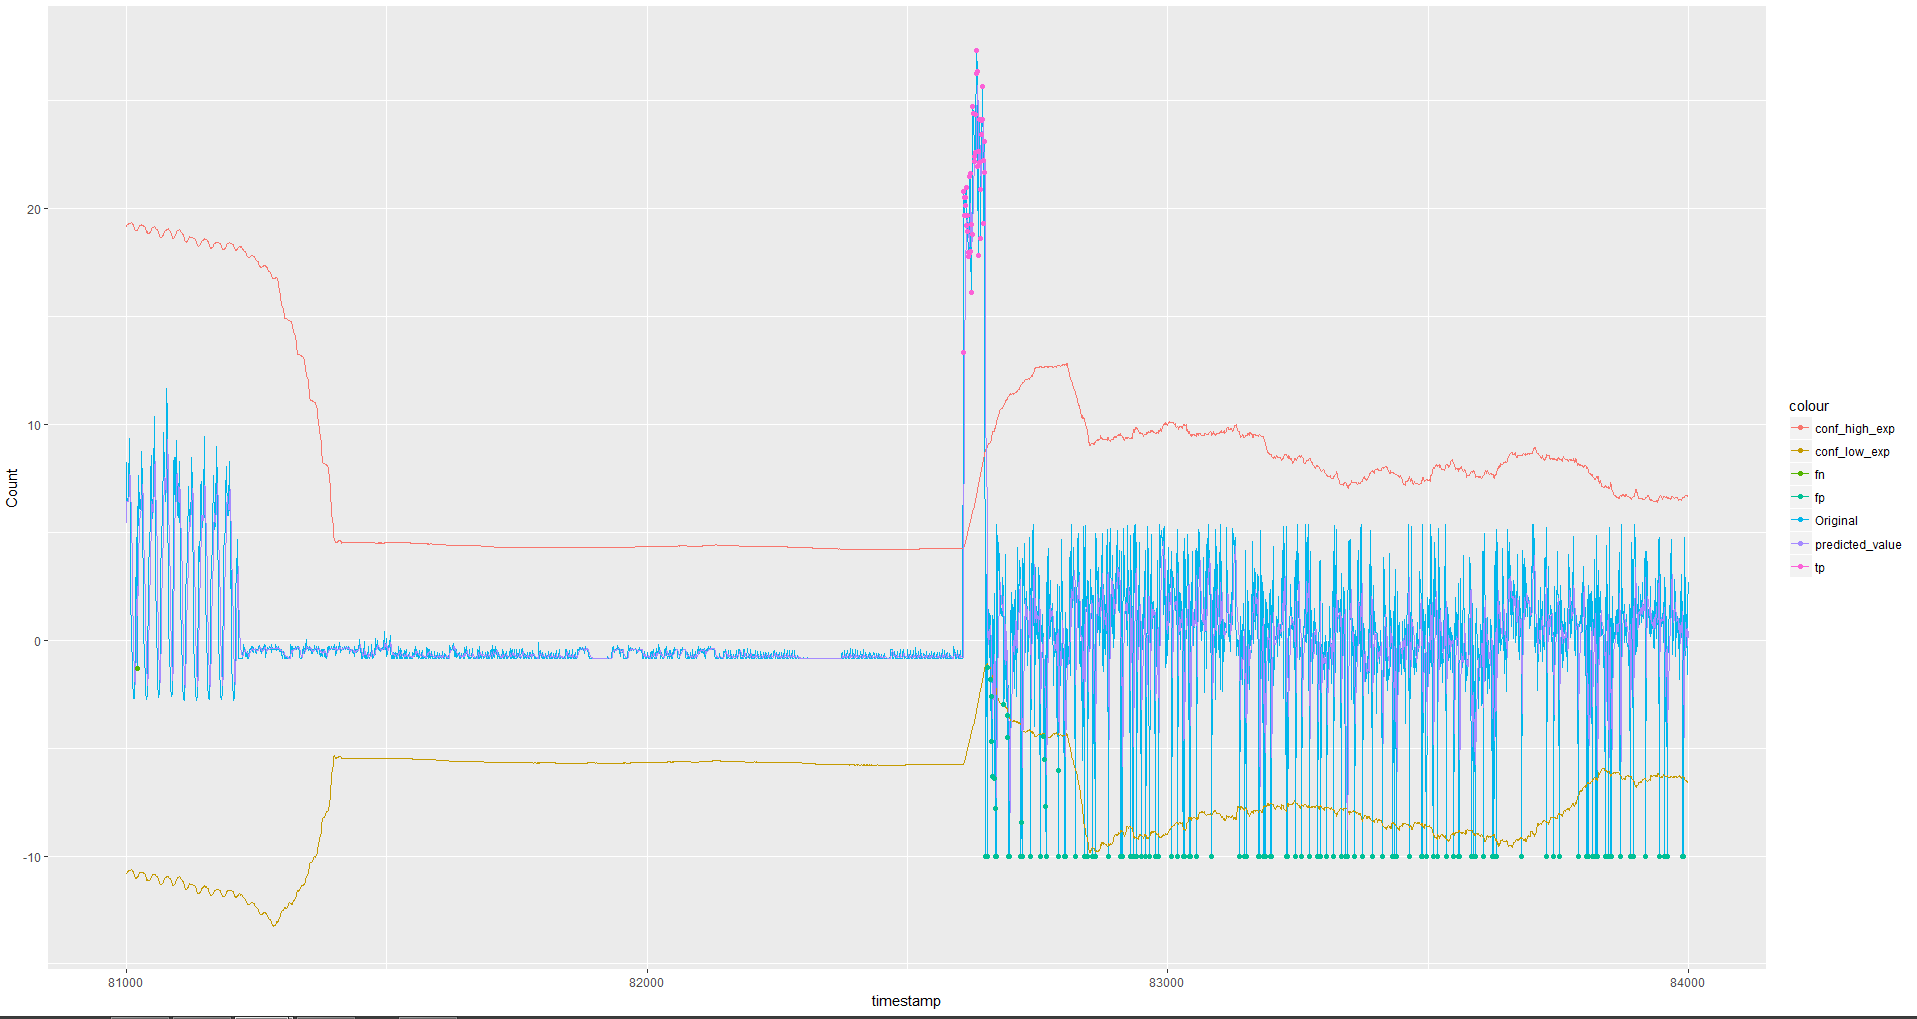 Count
20
10
0
-10
81000
82000
83000
84000
timestamp
colour
conf_high_exp
conf_low_exp
fn
fp
Original
predicted_value
tp